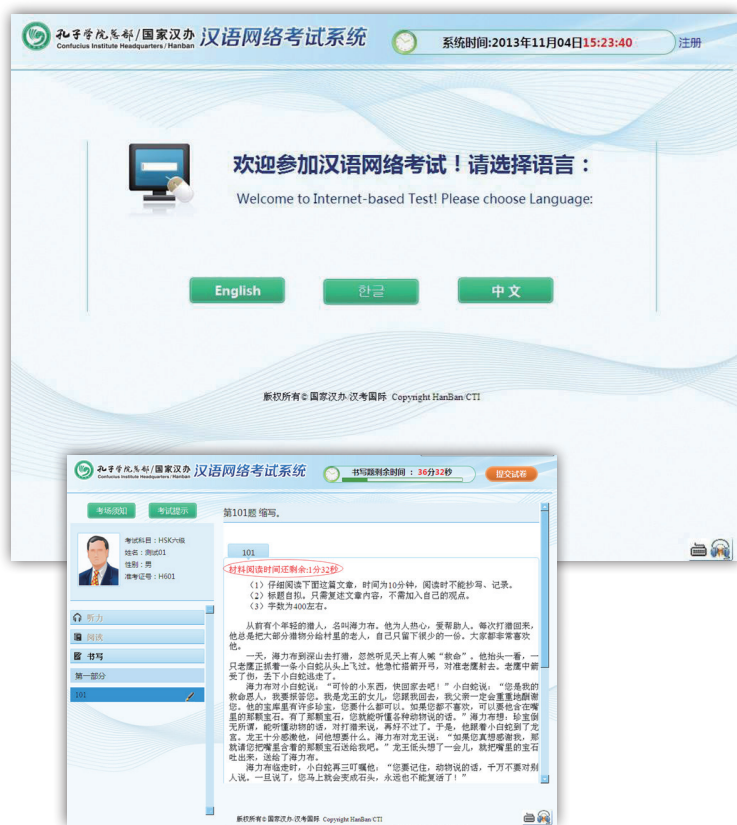 孔子学院总部/国家汉办
Confucius Institute Headquarters/Hanban
汉语网络考试系统
系统时间:2013年11月04日15:23:40
注册
欢迎参加汉语网络考试！请选择语言：
Welcome to Internet-based Test! Please choose Language:
English
한글
中文
版权所有©国家汉办/汉考国际 Copyright HanBan/CTI
孔子学院总部/国家汉办
Confucius Institute Headquarters/Hanban
汉语网络考试系统
书写题剩余时间：36分32秒
提交试卷
考场须知
考试提示
考试科目：HSK六级
姓名：测试01
性别：男
准考证号：H601
听力
阅读
书写
第一部分
101
第101题 缩写。
101
材料阅读时间还剩余:1分32秒
（1）仔细阅读下面这篇文章，时间为10分钟，阅读时不能抄写、记录。
（2）标题自拟。只需复述文章内容，不需加入自己的观点。
（3）字数为400左右。
从前有个年轻的猎人，名叫海力布。他为人热心，爱帮助人。每次打猎回来，
他总是把大部分猎物分给村里的老人，自己只留下很少的一份。大家都非常喜欢
他。
一天，海力布到深山去打猎，忽然听见天上有人喊“救命”。他抬头一看，一
只老鹰正抓着一条小白蛇从头上飞过。他急忙搭箭开弓，对准老鹰射去。老鹰中箭
受了伤，丢下小白蛇逃走了。
海力布对小白蛇说：“可怜的小东西，快回家去吧！”小白蛇说：“您是我的
救命恩人，我要报答您。我是龙王的女儿，您跟我回去，我父亲一定会重重地酬谢
您。他的宝库里有许多珍宝，您要什么都可以。如果您都不喜欢，可以要他含在嘴
里的那颗宝石。有了那颗宝石，您就能听懂各种动物说的话。”海力布想：珍宝倒
无所谓，能听懂动物的话，对打猎来说，再好不过了。于是，他跟着小白蛇到了龙
宫。龙王十分感激他，问他想要什么。海力布对龙王说：“如果您真想感谢我，那
就请您把嘴里含着的那颗宝石送给我吧。”龙王低头想了一会儿，就把嘴里的宝石
吐出来，送给了海力布。
海力布临走时，小白蛇再三叮嘱他：“您要记住，动物说的话，千万不要对别
人说。一旦说了，您马上就会变成石头，永远也不能复活了！”
版权所有©国家汉办/汉考国际 Copyright HanBan/CTI